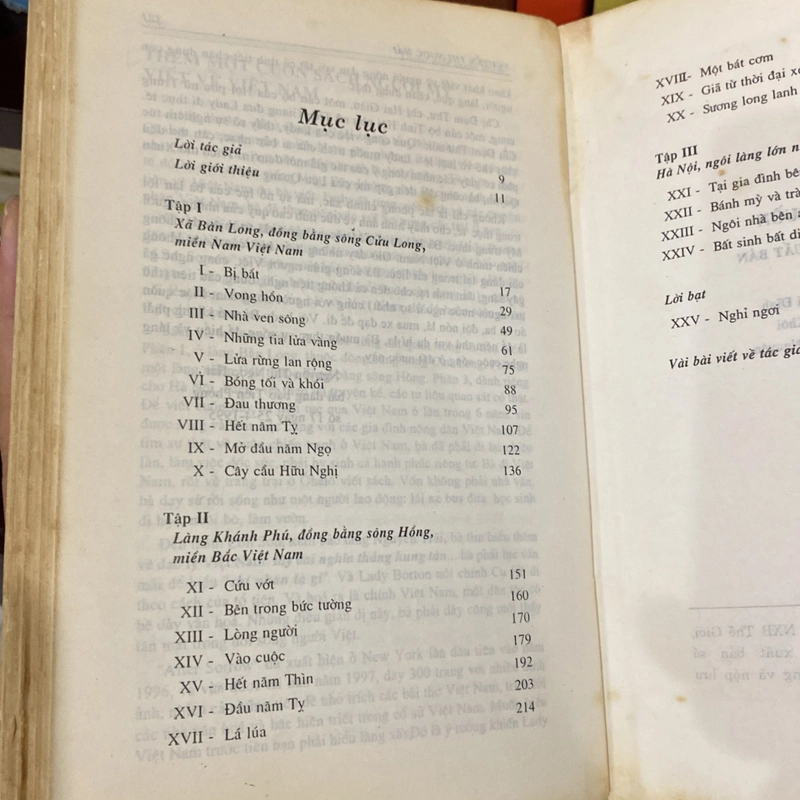 Mục lục
Lời tác giả 9
Lời giới thiệu 11
Tập I
Xã Bàn Long, đồng bằng sông Cửu Long,
miền Nam Việt Nam
I - Bị bắt 17
II - Vong hồn 29
III - Nhà ven sông 49
IV - Những tia lửa vàng 61
V - Lửa rừng lan rộng 75
VI - Bóng tối và khói 88
VII - Đau thương 95
VIII - Hết năm Tỵ 107
IX - Mở đầu năm Ngọ 122
X - Cây cầu Hữu Nghị 136
Tập II
Làng Khánh Phú, đồng bằng sông Hồng,
miền Bắc Việt Nam
XI - Cứu vớt 151
XII - Bên trong bức tường 160
XIII - Lòng người 170
XIV - Vào cuộc 179
XV - Hết năm Thìn 192
XVI - Đầu năm Tỵ 203
XVII - Lá lúa 214
XVIII - Một bát cơm
XIX - Giã từ thời đại
XX - Sương long lanh
Tập III
Hà Nội, ngôi làng lớn
XXI - Tại gia đình
XXII - Bánh mỳ và trà
XXIII - Ngôi nhà bên
XXIV - Bất sinh bất
Lời bạt
XXV - Nghỉ ngơi
Vài bài viết về tác